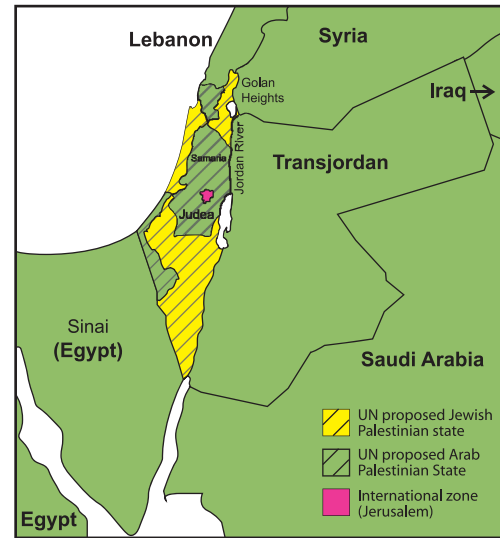 Lebanon
Syria
Golan
Heights
Iraq
Samaria
Jordan River
Transjordan
Judea
Sinai
(Egypt)
Saudi Arabia
UN proposed Jewish
Palestinian state
UN proposed Arab
Palestinian State
International zone
(Jerusalem)
Egypt